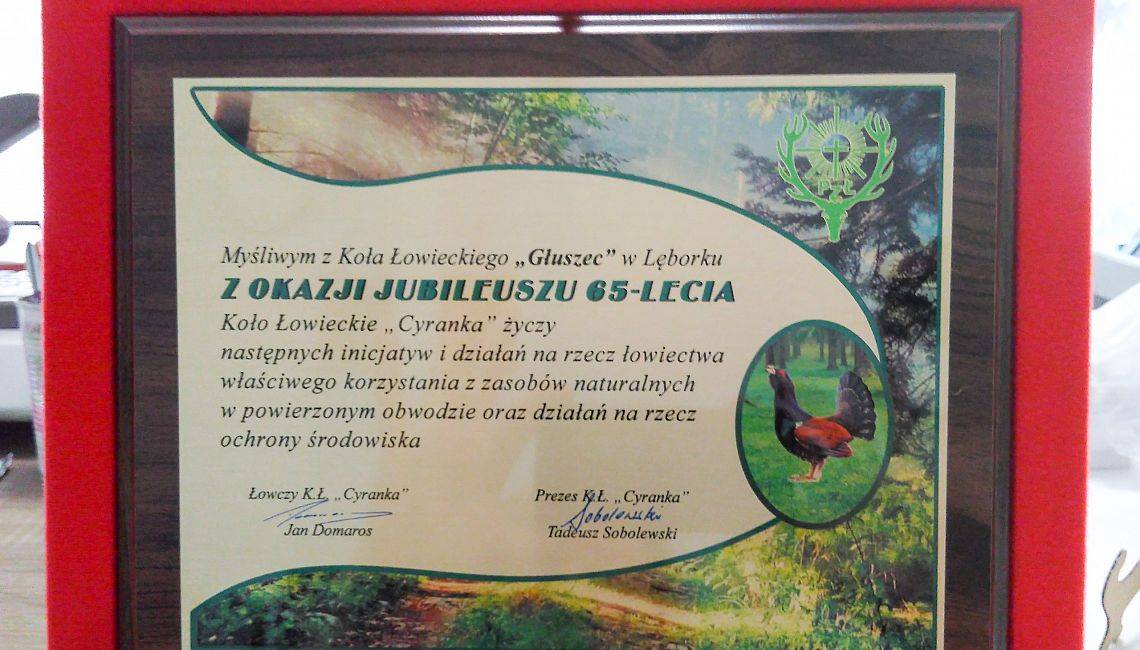 PZŁ
Myśliwym z Koła Łowieckiego „Głuszec” w Lęborku
Z OKAZJI JUBILEUSZU 65-LECIA
Koło Łowieckie „Cyranka” życzy
następnych inicjatyw i działań na rzecz łowiectwa
właściwego korzystania z zasobów naturalnych
w powierzonym obwodzie oraz działań na rzecz
ochrony środowiska
Łowczy K.Ł. „Cyranka”
Jan Domaros
Prezes K.Ł. „Cyranka”
Sobolewski
Tadeusz Sobolewski